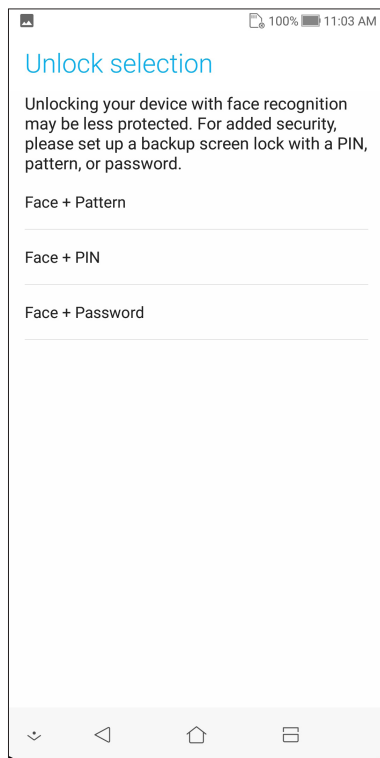 100% 11:03 AM
Unlock selection
Unlocking your device with face recognition
may be less protected. For added security,
please set up a backup screen lock with a PIN,
pattern, or password.
Face + Pattern
Face + PIN
Face + Password